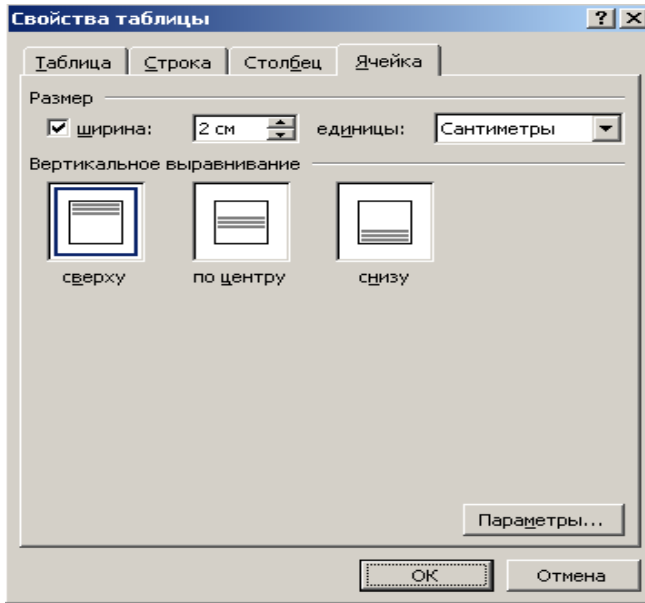 Свойства таблицы
Таблица Строка Столбец Ячейка
Размер
ширина: 2 см единицы: Сантиметры
Вертикальное выравнивание
сверху по центру снизу
Параметры...
ОК Отмена